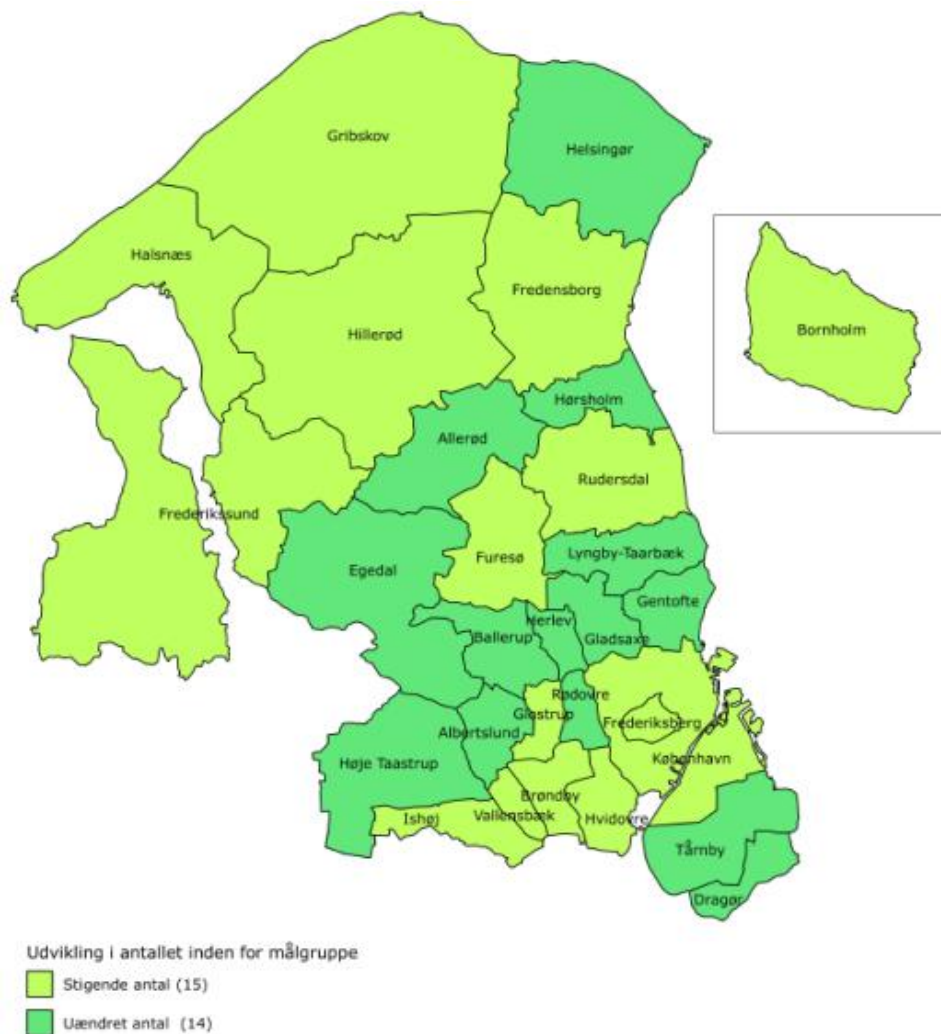 Gribskov
Helsingør
Halsnæs
Fredensborg
Hillerød
Bornholm
Hørsholm
Allerød
Rudersdal
Frederikssund
Lyngby-Taarbæk
Egedal
Furesø
Gentofte
Herlev
Ballerup
Gladsaxe
Rødovre
Glostrup
Frederiksberg
Albertslund
Høje Taastrup
København
Brøndby
Ishøj
Vallensbæk
Hvidovre
Tårnby
Dragør
Udvikling i antallet inden for målgruppe
Stigende antal (15)
Uændret antal (14)